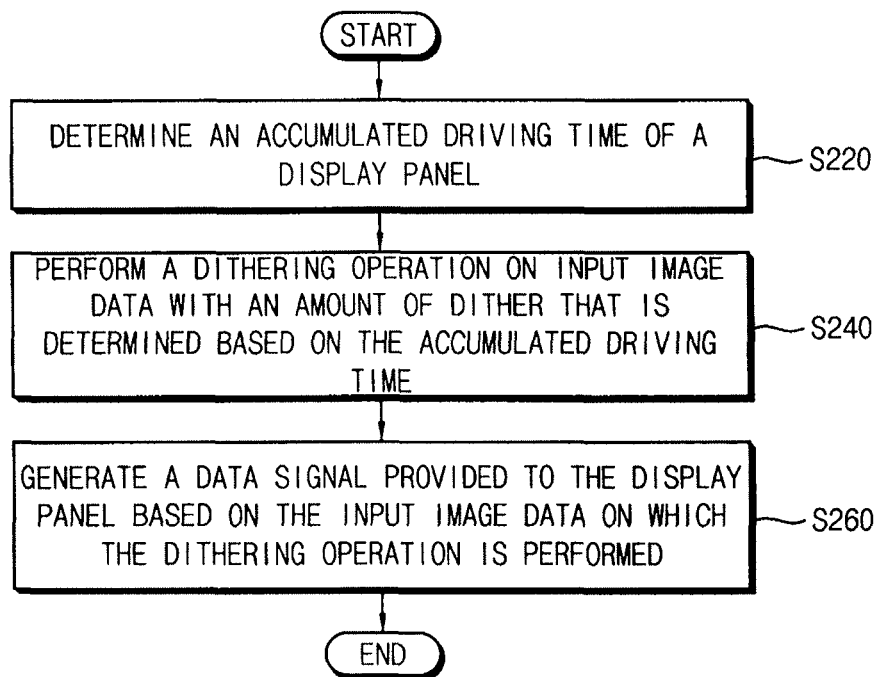 START
DETERMINE AN ACCUMULATED DRIVING TIME OF A
DISPLAY PANEL
S220
PERFORM A DITHERING OPERATION ON INPUT IMAGE
DATA WITH AN AMOUNT OF DITHER THAT IS
DETERMINED BASED ON THE ACCUMULATED DRIVING
TIME
S240
GENERATE A DATA SIGNAL PROVIDED TO THE DISPLAY
PANEL BASED ON THE INPUT IMAGE DATA ON WHICH
THE DITHERING OPERATION IS PERFORMED
S260
END